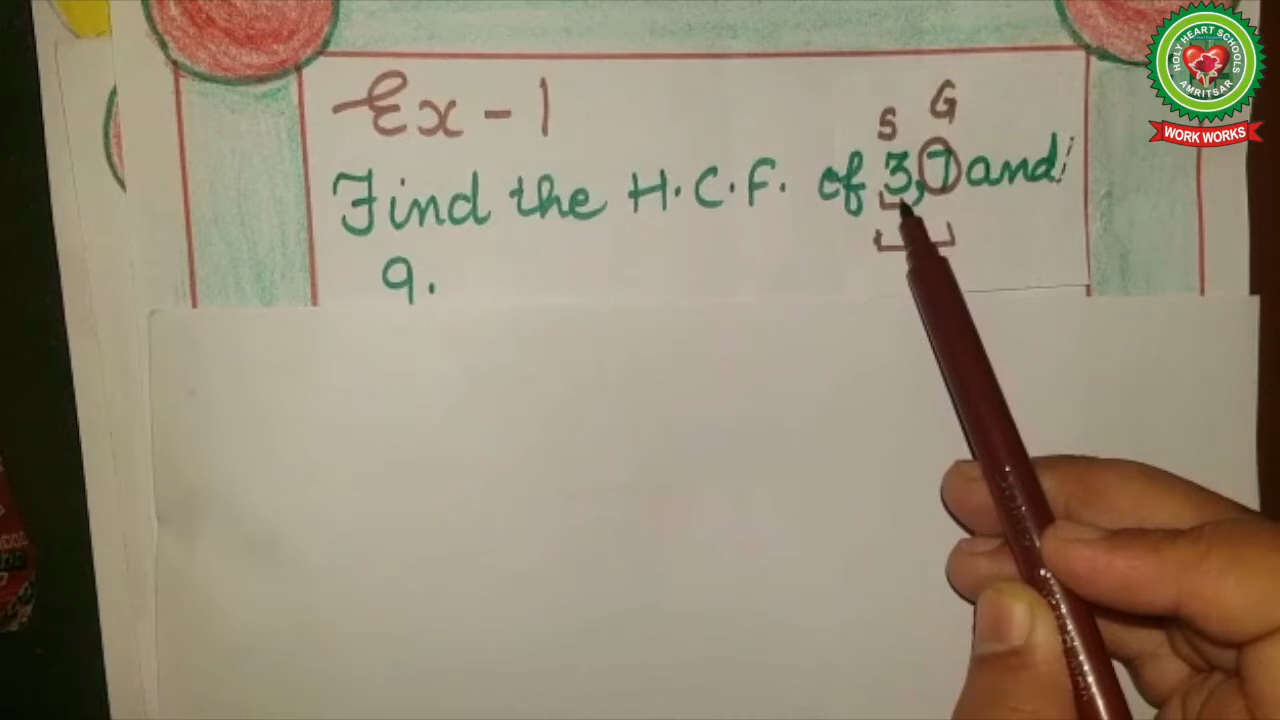 Ex-1
S G
Find the H.C.F. of 3, 7 and
9.
HOLY HEART SCHOOLS
AMRITSAR
WORK WORKS